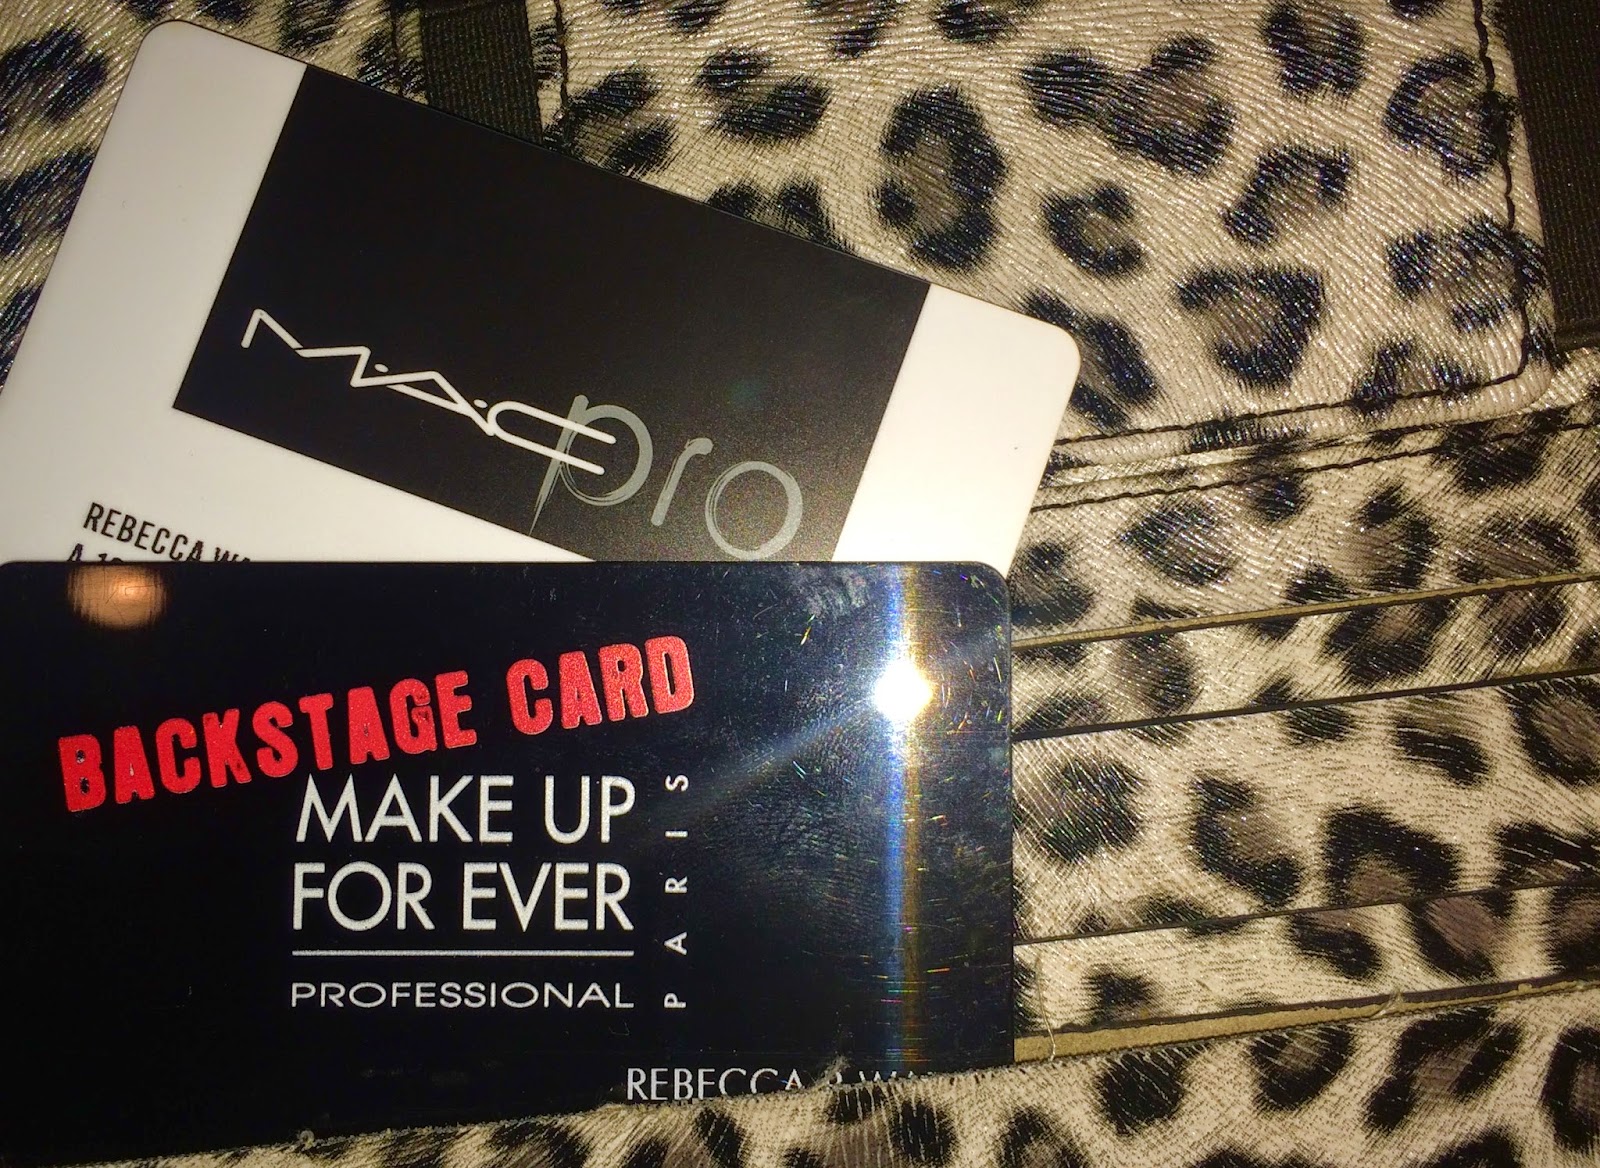 M·A·C pro
REBECCA
BACKSTAGE CARD
MAKE UP
FOR EVER
PROFESSIONAL
PARIS
REBECCA